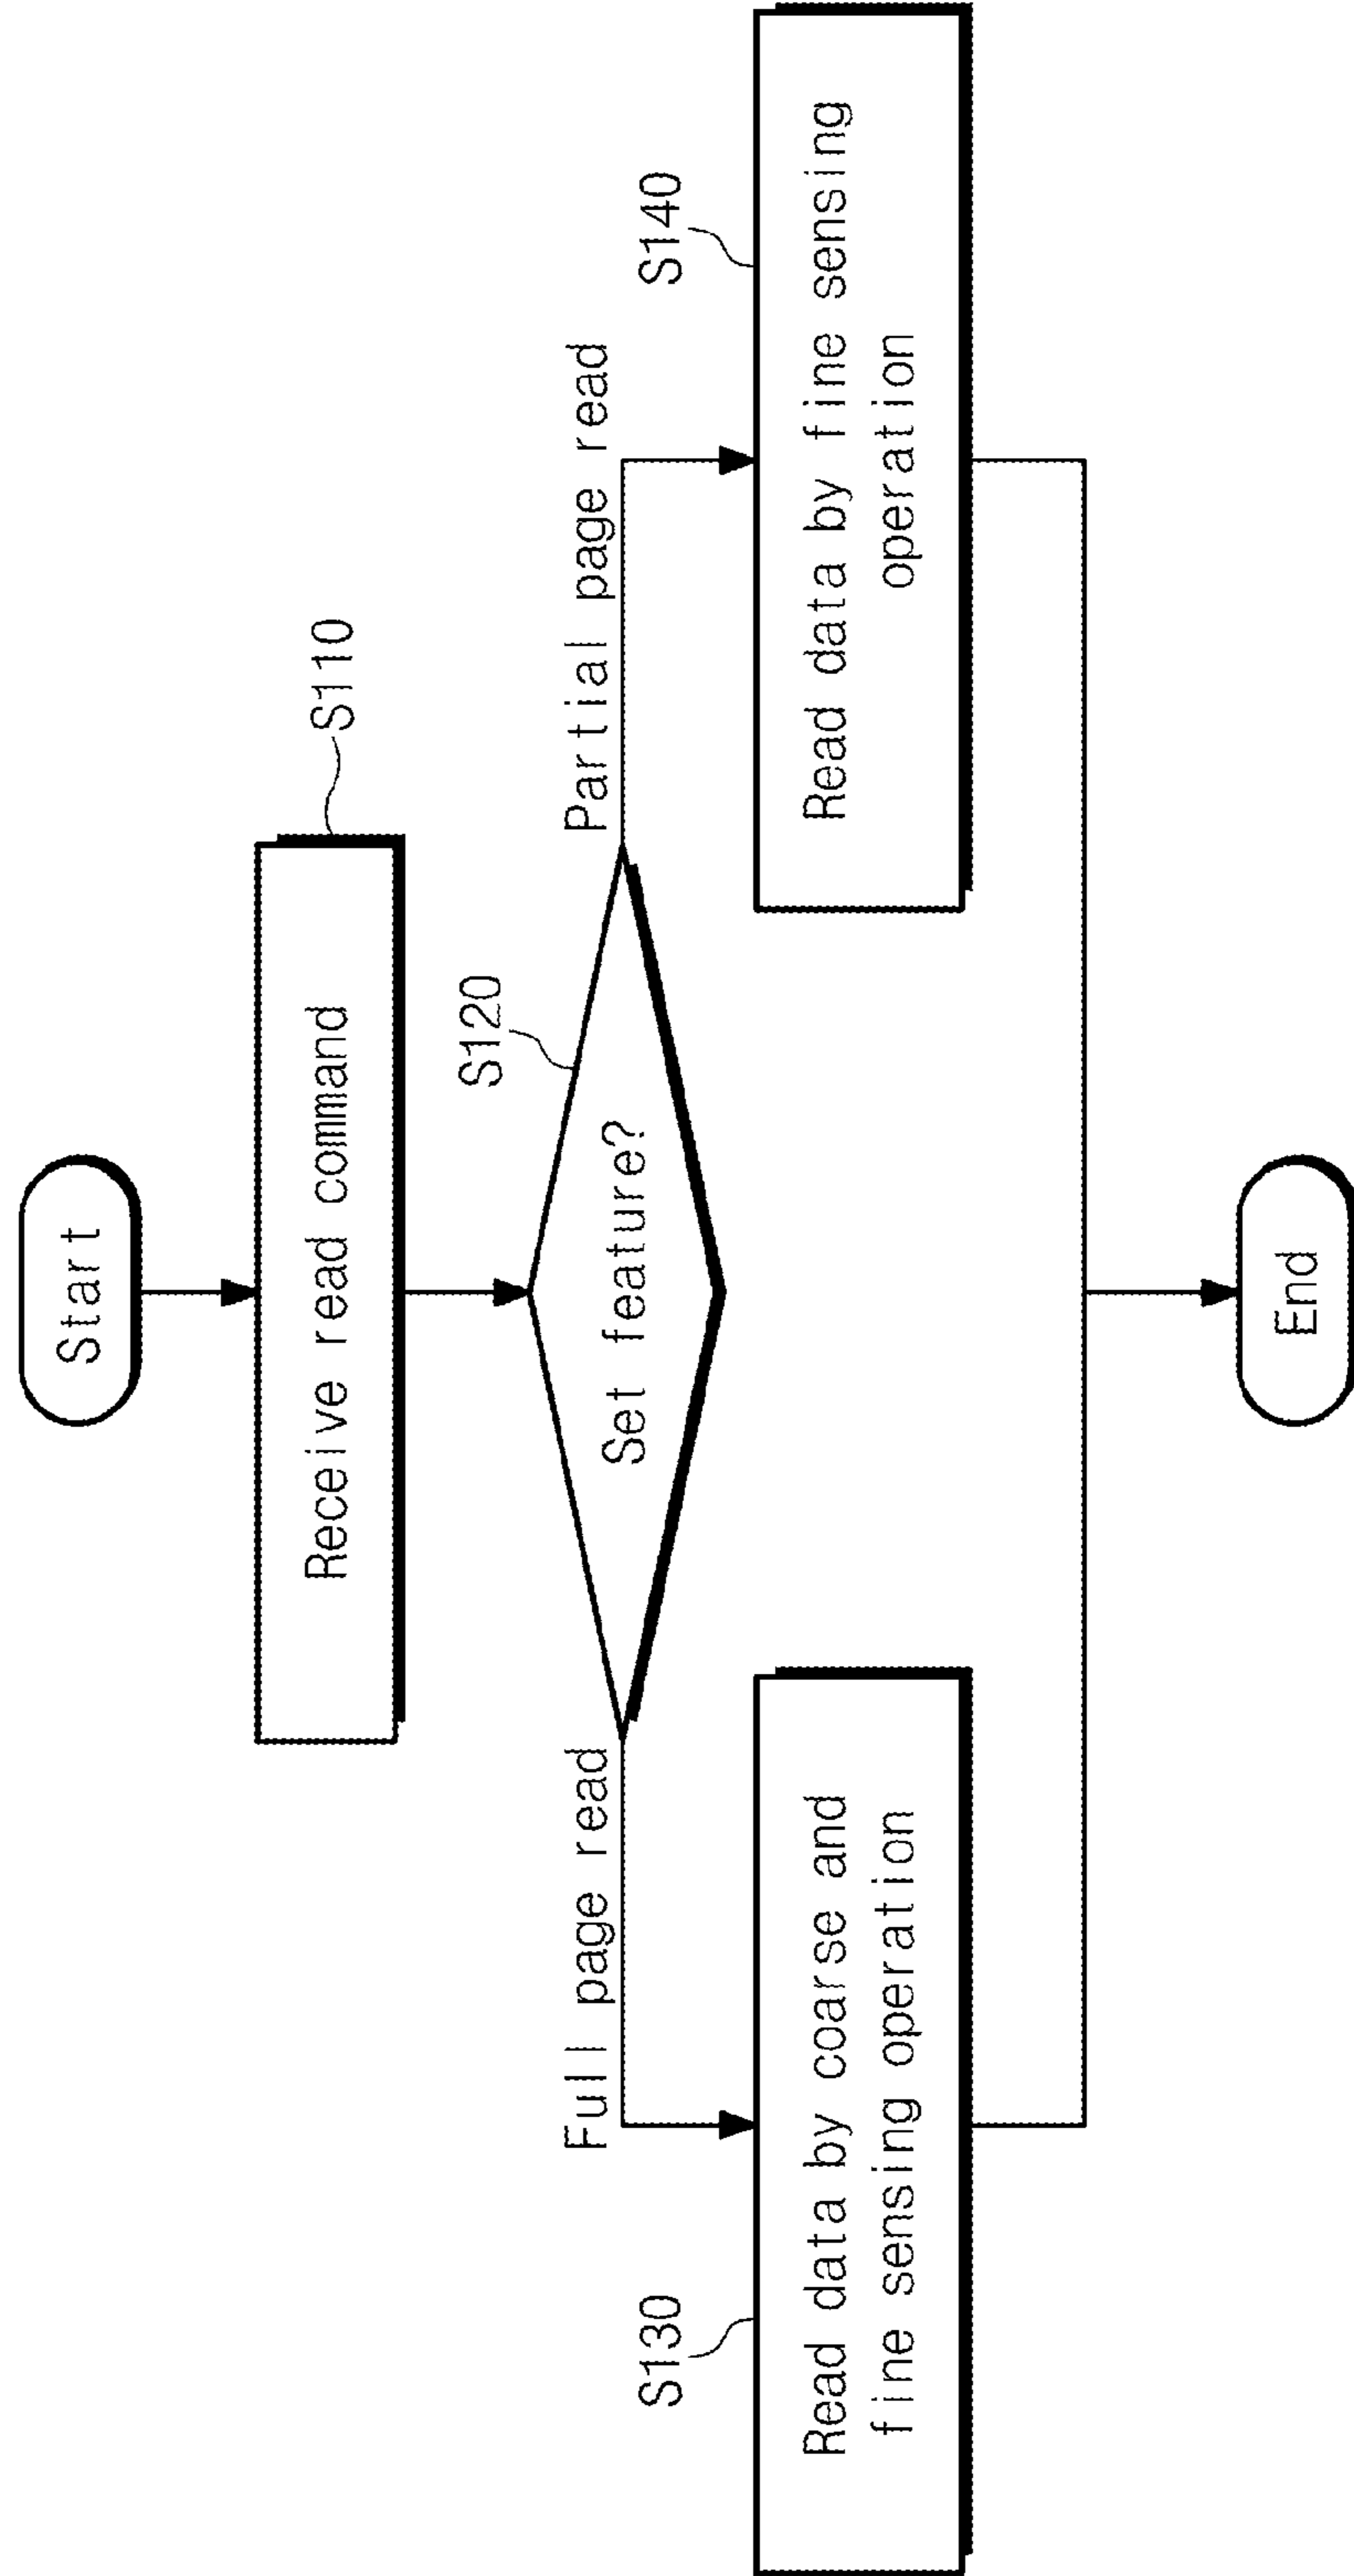 Start
Receive read command
S110
Set feature?
S120
Full page read
Partial page read
S130
Read data by coarse and
fine sensing operation
S140
Read data by fine sensing
operation
End